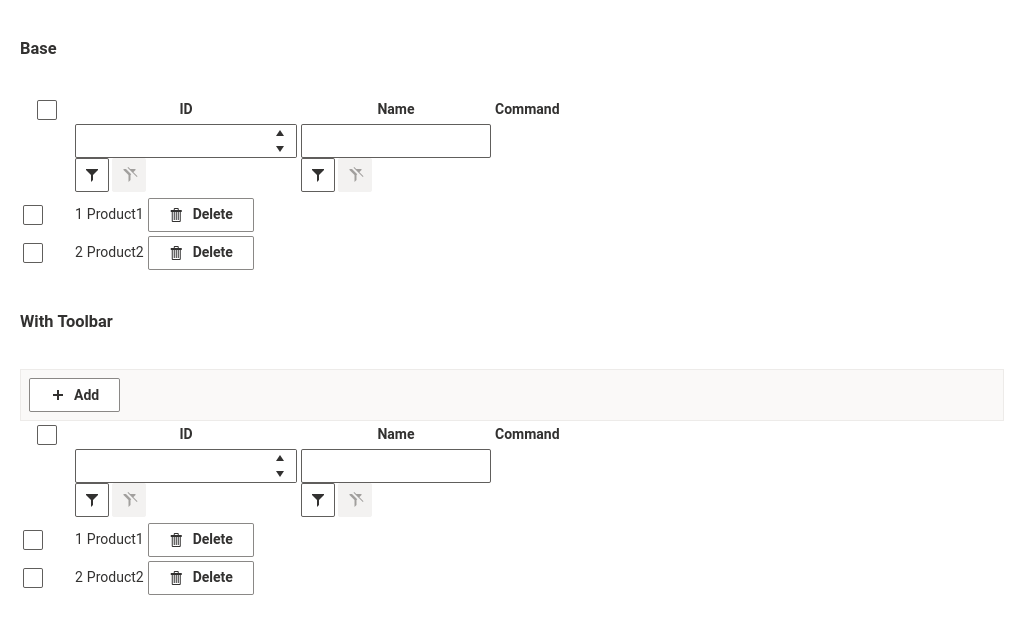 Base
ID Name Command
1 Product1 Delete
2 Product2 Delete
With Toolbar
Add
ID Name Command
1 Product1 Delete
2 Product2 Delete